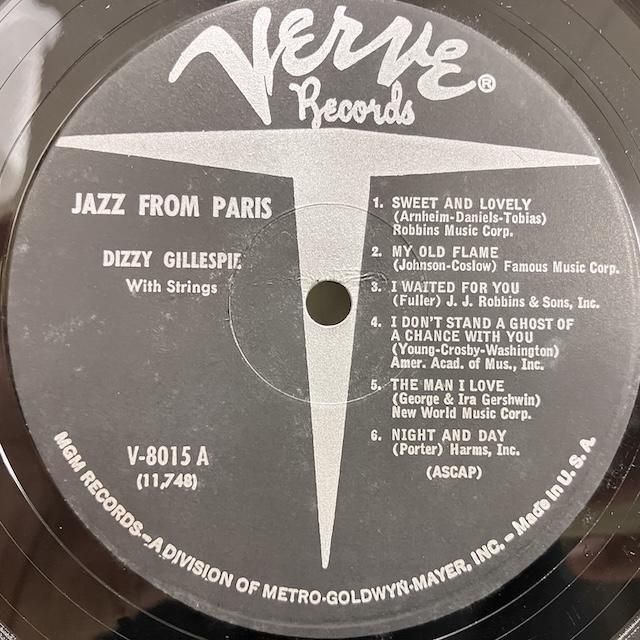 Verve®
Records
JAZZ FROM PARIS
DIZZY GILLESPIE
With Strings
V-8015 A
(11,748)
1. SWEET AND LOVELY
(Arnheim-Daniels-Tobias)
Robbins Music Corp.
2. MY OLD FLAME
(Johnson-Coslow) Famous Music Corp.
3. I WAITED FOR YOU
(Fuller) J. J. Robbins & Sons, Inc.
4. I DON'T STAND A GHOST OF
A CHANCE WITH YOU
(Young-Crosby-Washington)
Amer. Acad. of Mus., Inc.
5. THE MAN I LOVE
(George & Ira Gershwin)
New World Music Corp.
6. NIGHT AND DAY
(Porter) Harms, Inc.
(ASCAP)
MGM RECORDS—A DIVISION OF METRO-GOLDWYN-MAYER, INC. – Made in U. S. A.